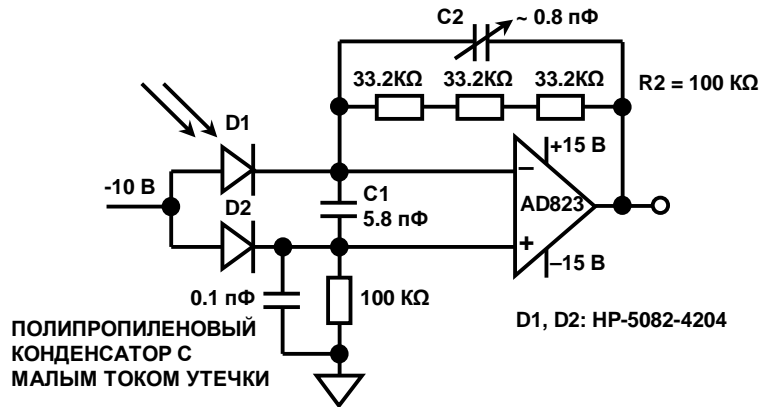 C2
~ 0.8 пФ
33.2KΩ 33.2KΩ 33.2KΩ
R2 = 100 KΩ
D1
-10 В
D2
C1
5.8 пФ
–
+
AD823
+15 В
–15 В
0.1 пФ
100 KΩ
D1, D2: HP-5082-4204
ПОЛИПРОПИЛЕНОВЫЙ
КОНДЕНСАТОР С
МАЛЫМ ТОКОМ УТЕЧКИ